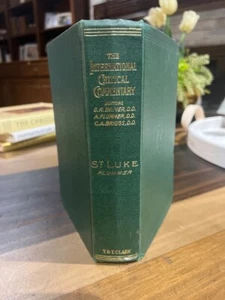 THE
INTERNATIONAL
CRITICAL
COMMENTARY
EDITORS
S.R. DRIVER, D.D.
A. PLUMMER, D.D.
C.A. BRIGGS, D.D.
ST LUKE
PLUMMER
T. & T. CLARK